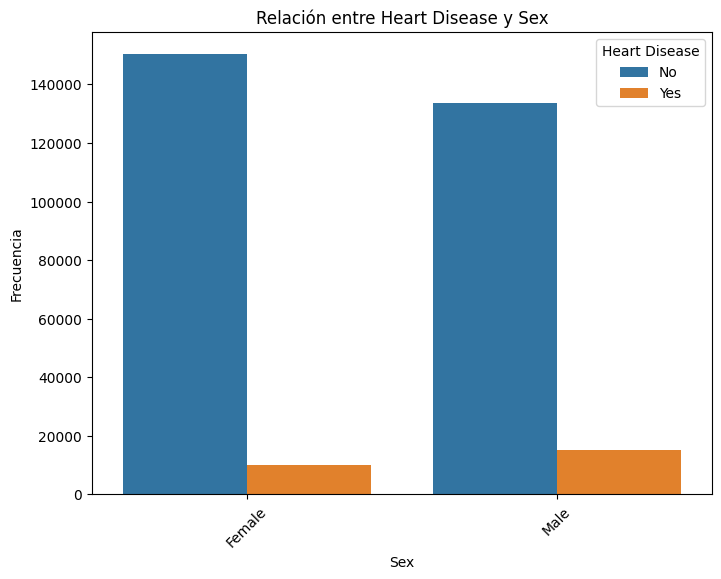 Relación entre Heart Disease y Sex
Heart Disease
No
Yes
140000
120000
100000
80000
60000
40000
20000
0
Frecuencia
Female
Male
Sex